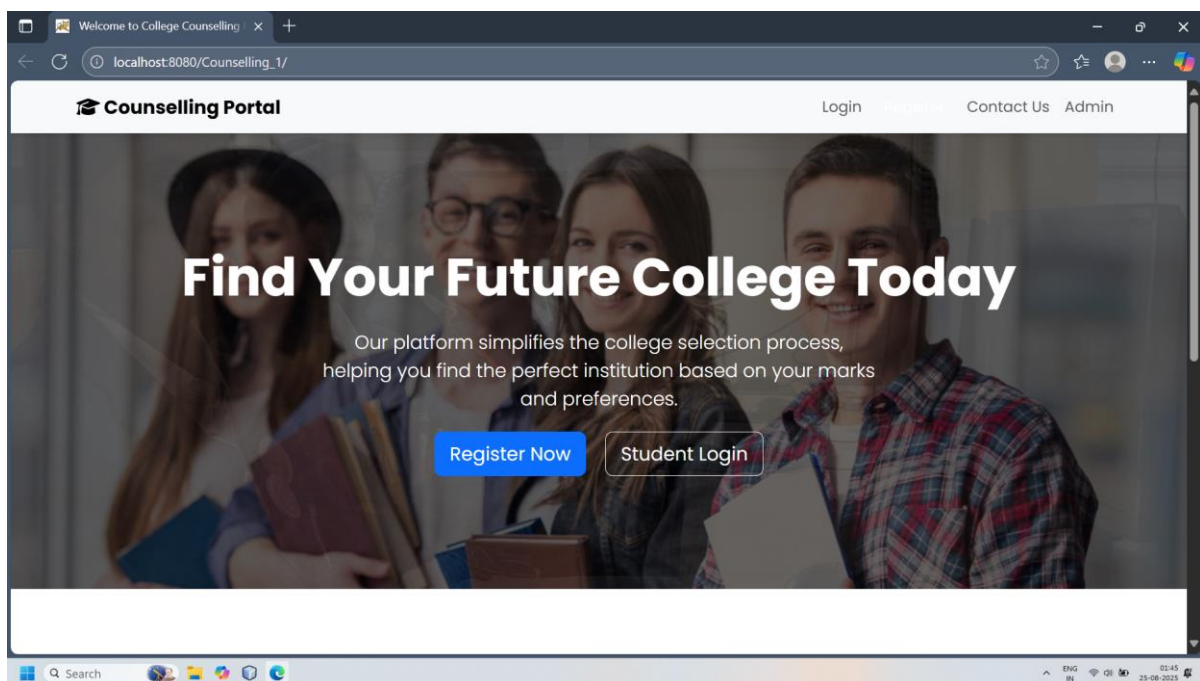 Welcome to College Counselling
localhost:8080/Counselling_1/
Counselling Portal
Login Register Contact Us Admin
Find Your Future College Today
Our platform simplifies the college selection process,
helping you find the perfect institution based on your marks
and preferences.
Register Now Student Login
Search
ENG
IN
01:45
25-08-2025